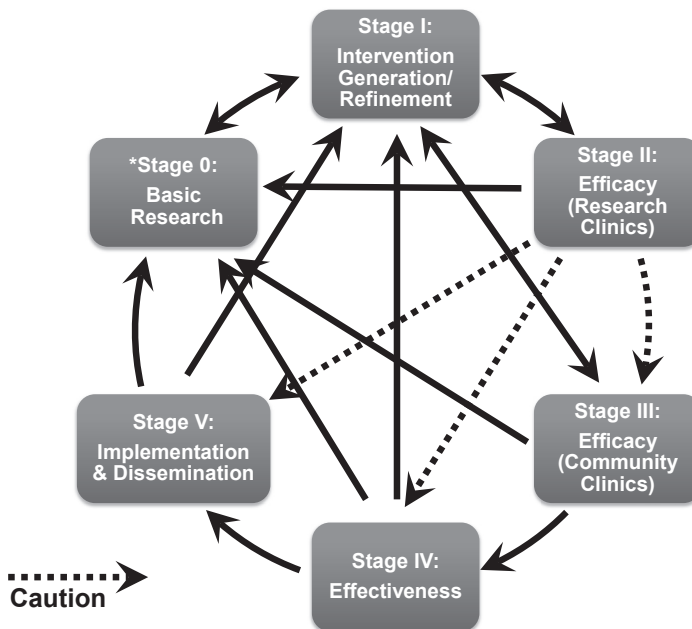 Stage I:
Intervention
Generation/
Refinement
*Stage 0:
Basic
Research
Stage II:
Efficacy
(Research
Clinics)
Stage V:
Implementation
& Dissemination
Stage III:
Efficacy
(Community
Clinics)
Stage IV:
Effectiveness
Caution